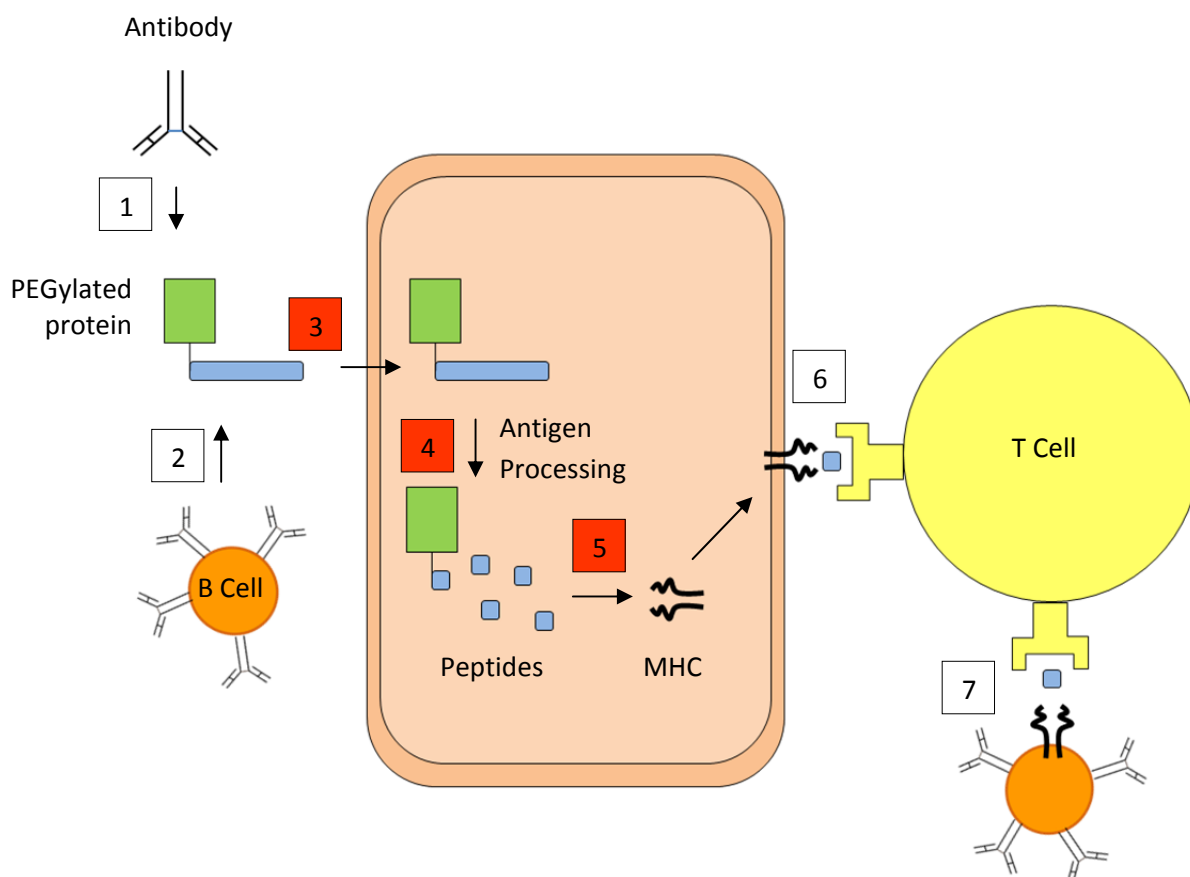 Antibody
1
PEGylated
protein
3
2
B Cell
4
Antigen
Processing
5
Peptides
MHC
6
T Cell
7